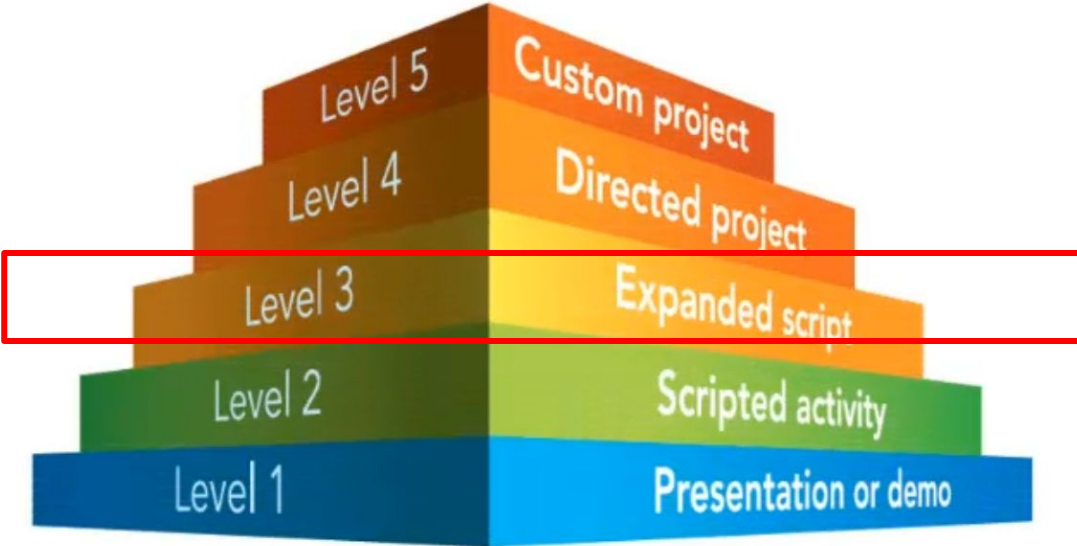 Level 5 Custom project
Level 4 Directed project
Level 3 Expanded script
Level 2 Scripted activity
Level 1 Presentation or demo